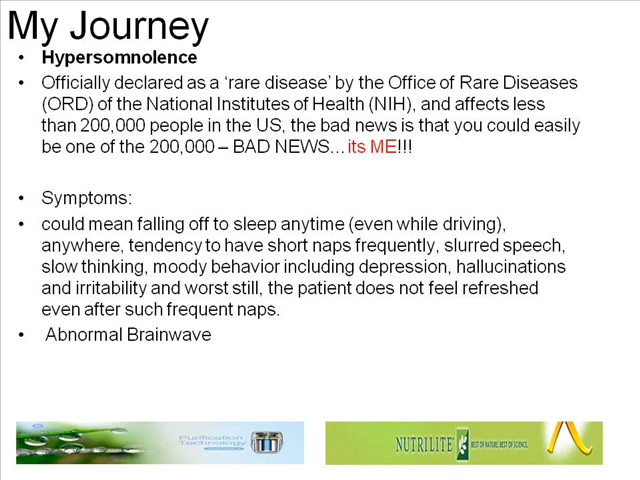 My Journey
• Hypersomnolence
• Officially declared as a ‘rare disease’ by the Office of Rare Diseases
(ORD) of the National Institutes of Health (NIH), and affects less
than 200,000 people in the US, the bad news is that you could easily
be one of the 200,000 – BAD NEWS…its ME!!!
• Symptoms:
• could mean falling off to sleep anytime (even while driving),
anywhere, tendency to have short naps frequently, slurred speech,
slow thinking, moody behavior including depression, hallucinations
and irritability and worst still, the patient does not feel refreshed
even after such frequent naps.
• Abnormal Brainwave
Purification
Technology
NUTRILITE BEST OF NATURE. BEST OF SCIENCE.